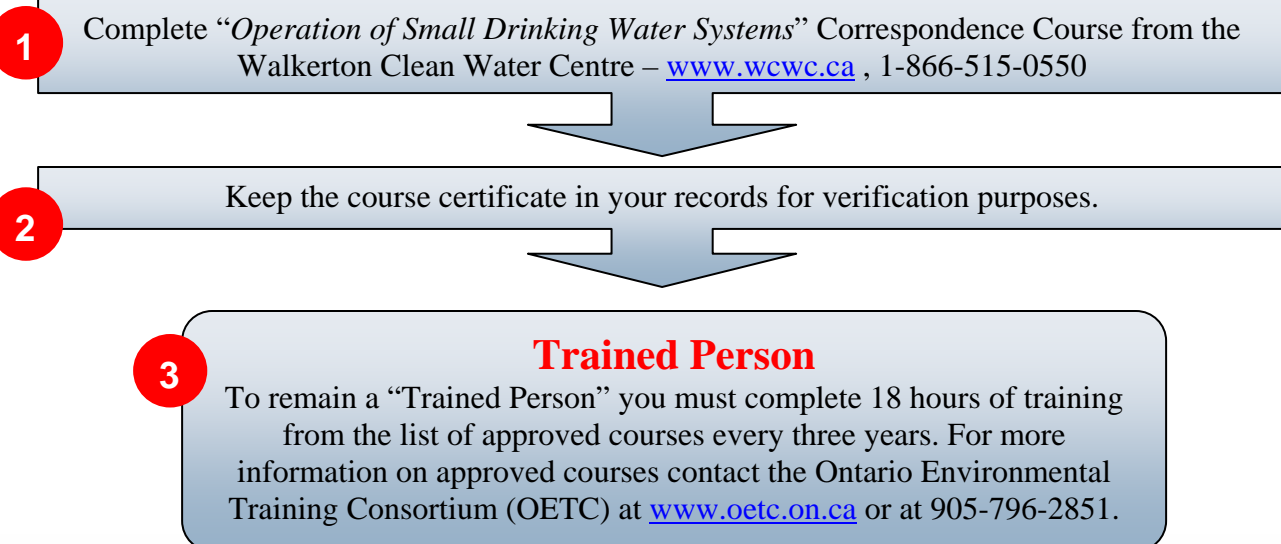 1
Complete “Operation of Small Drinking Water Systems” Correspondence Course from the
Walkerton Clean Water Centre – www.wcwc.ca , 1-866-515-0550
2
Keep the course certificate in your records for verification purposes.
3
Trained Person
To remain a “Trained Person” you must complete 18 hours of training
from the list of approved courses every three years. For more
information on approved courses contact the Ontario Environmental
Training Consortium (OETC) at www.oetc.on.ca or at 905-796-2851.